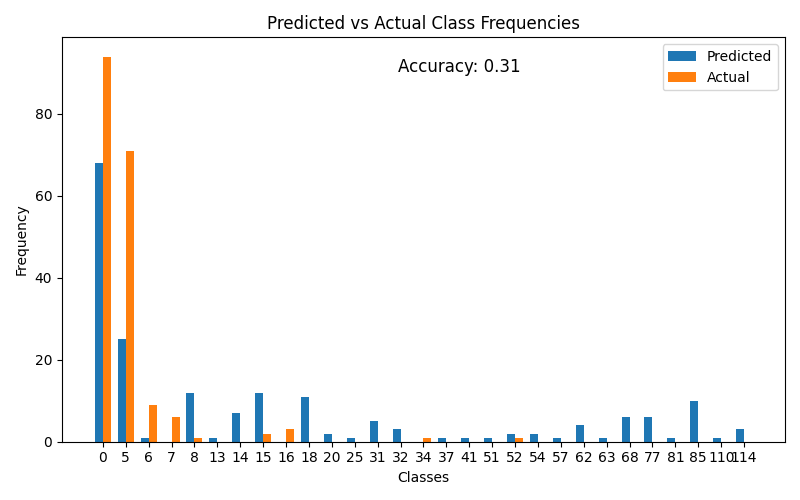 Predicted vs Actual Class Frequencies
Accuracy: 0.31
Predicted
Actual
80
60
40
20
0
Frequency
0 5 6 7 8 13 14 15 16 18 20 25 31 32 34 37 41 51 52 54 57 62 63 68 77 81 85 110 114
Classes